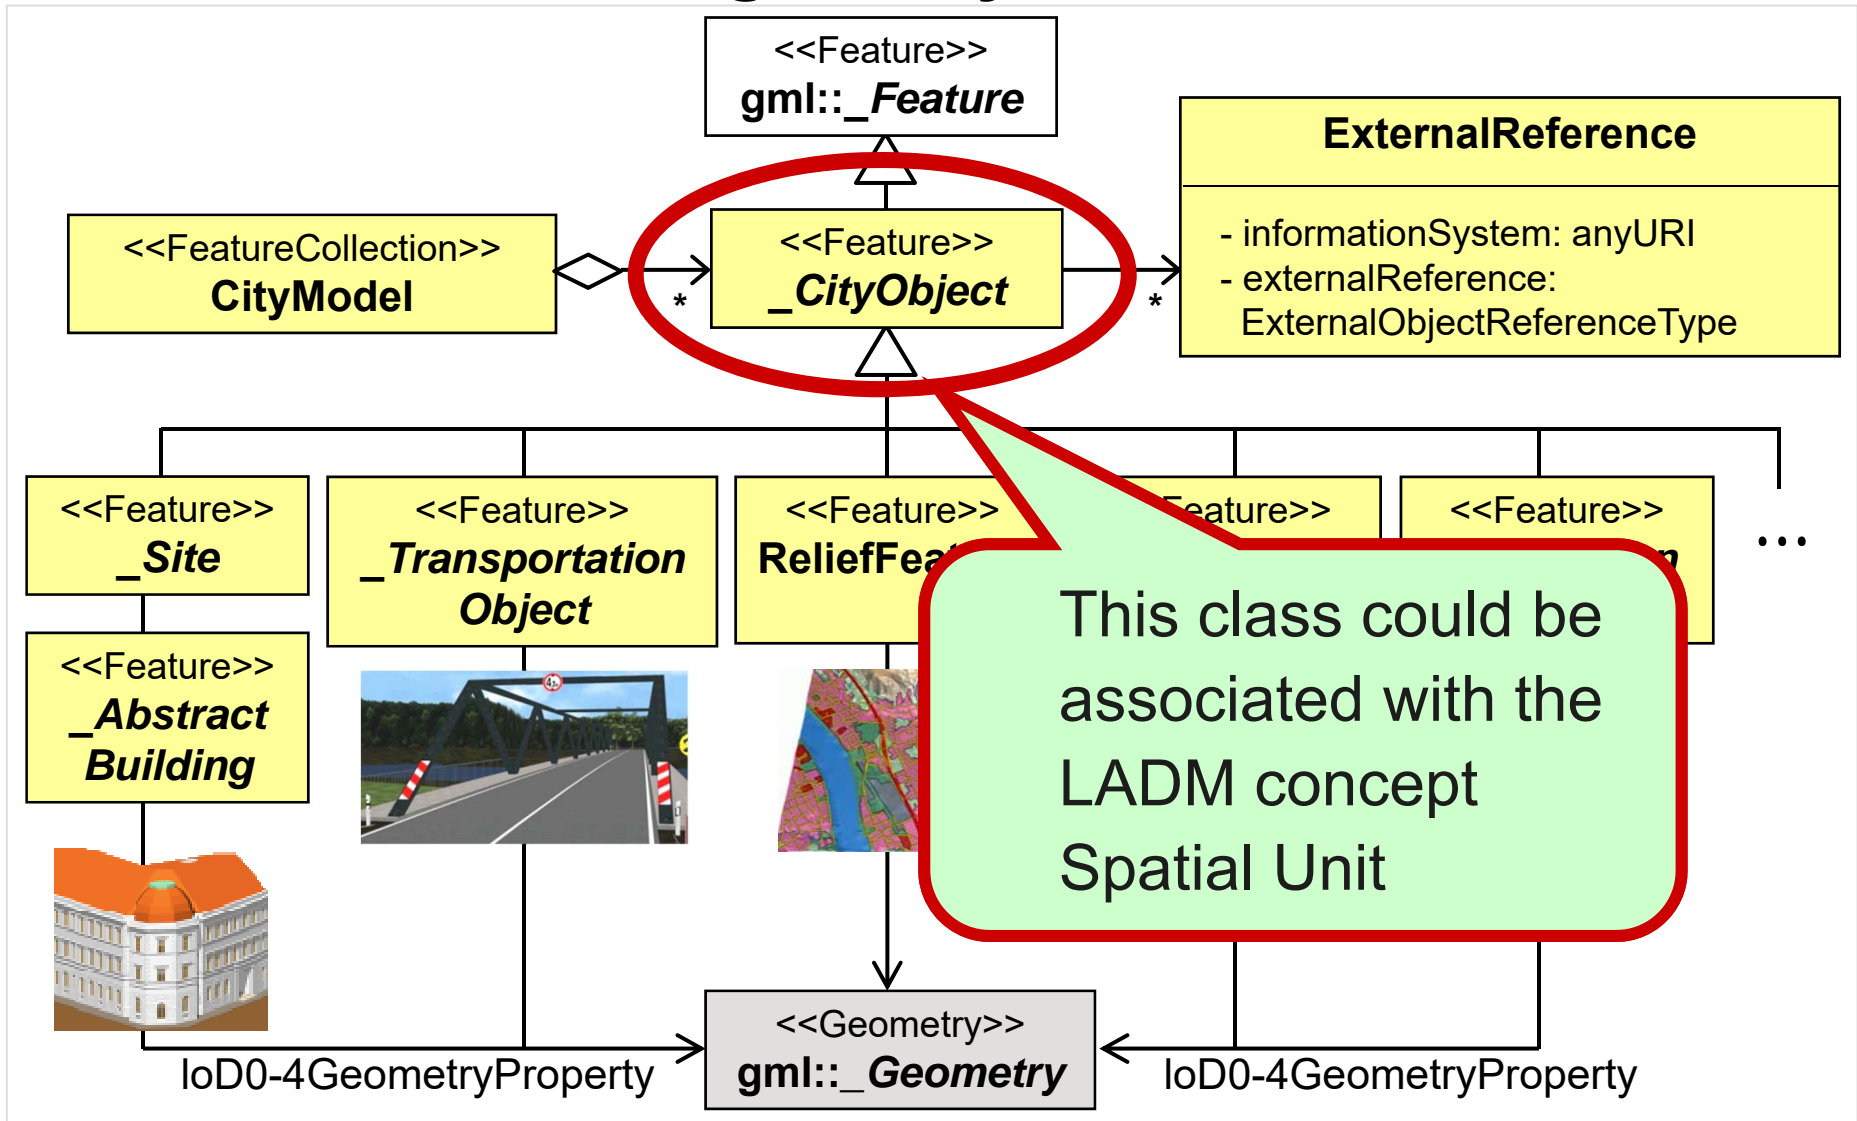 <<Feature>>
gml::_Feature
ExternalReference
- informationSystem: anyURI
- externalReference:
ExternalObjectReferenceType
<<FeatureCollection>>
CityModel
*
<<Feature>>
_CityObject
*
<<Feature>>
_Site
<<Feature>>
_Transportation
Object
<<Feature>>
<<Feature>>
<<Feature>>
_Abstract
Building
This class could be
associated with the
LADM concept
Spatial Unit
...
<<Geometry>>
gml::_Geometry
loD0-4GeometryProperty
loD0-4GeometryProperty